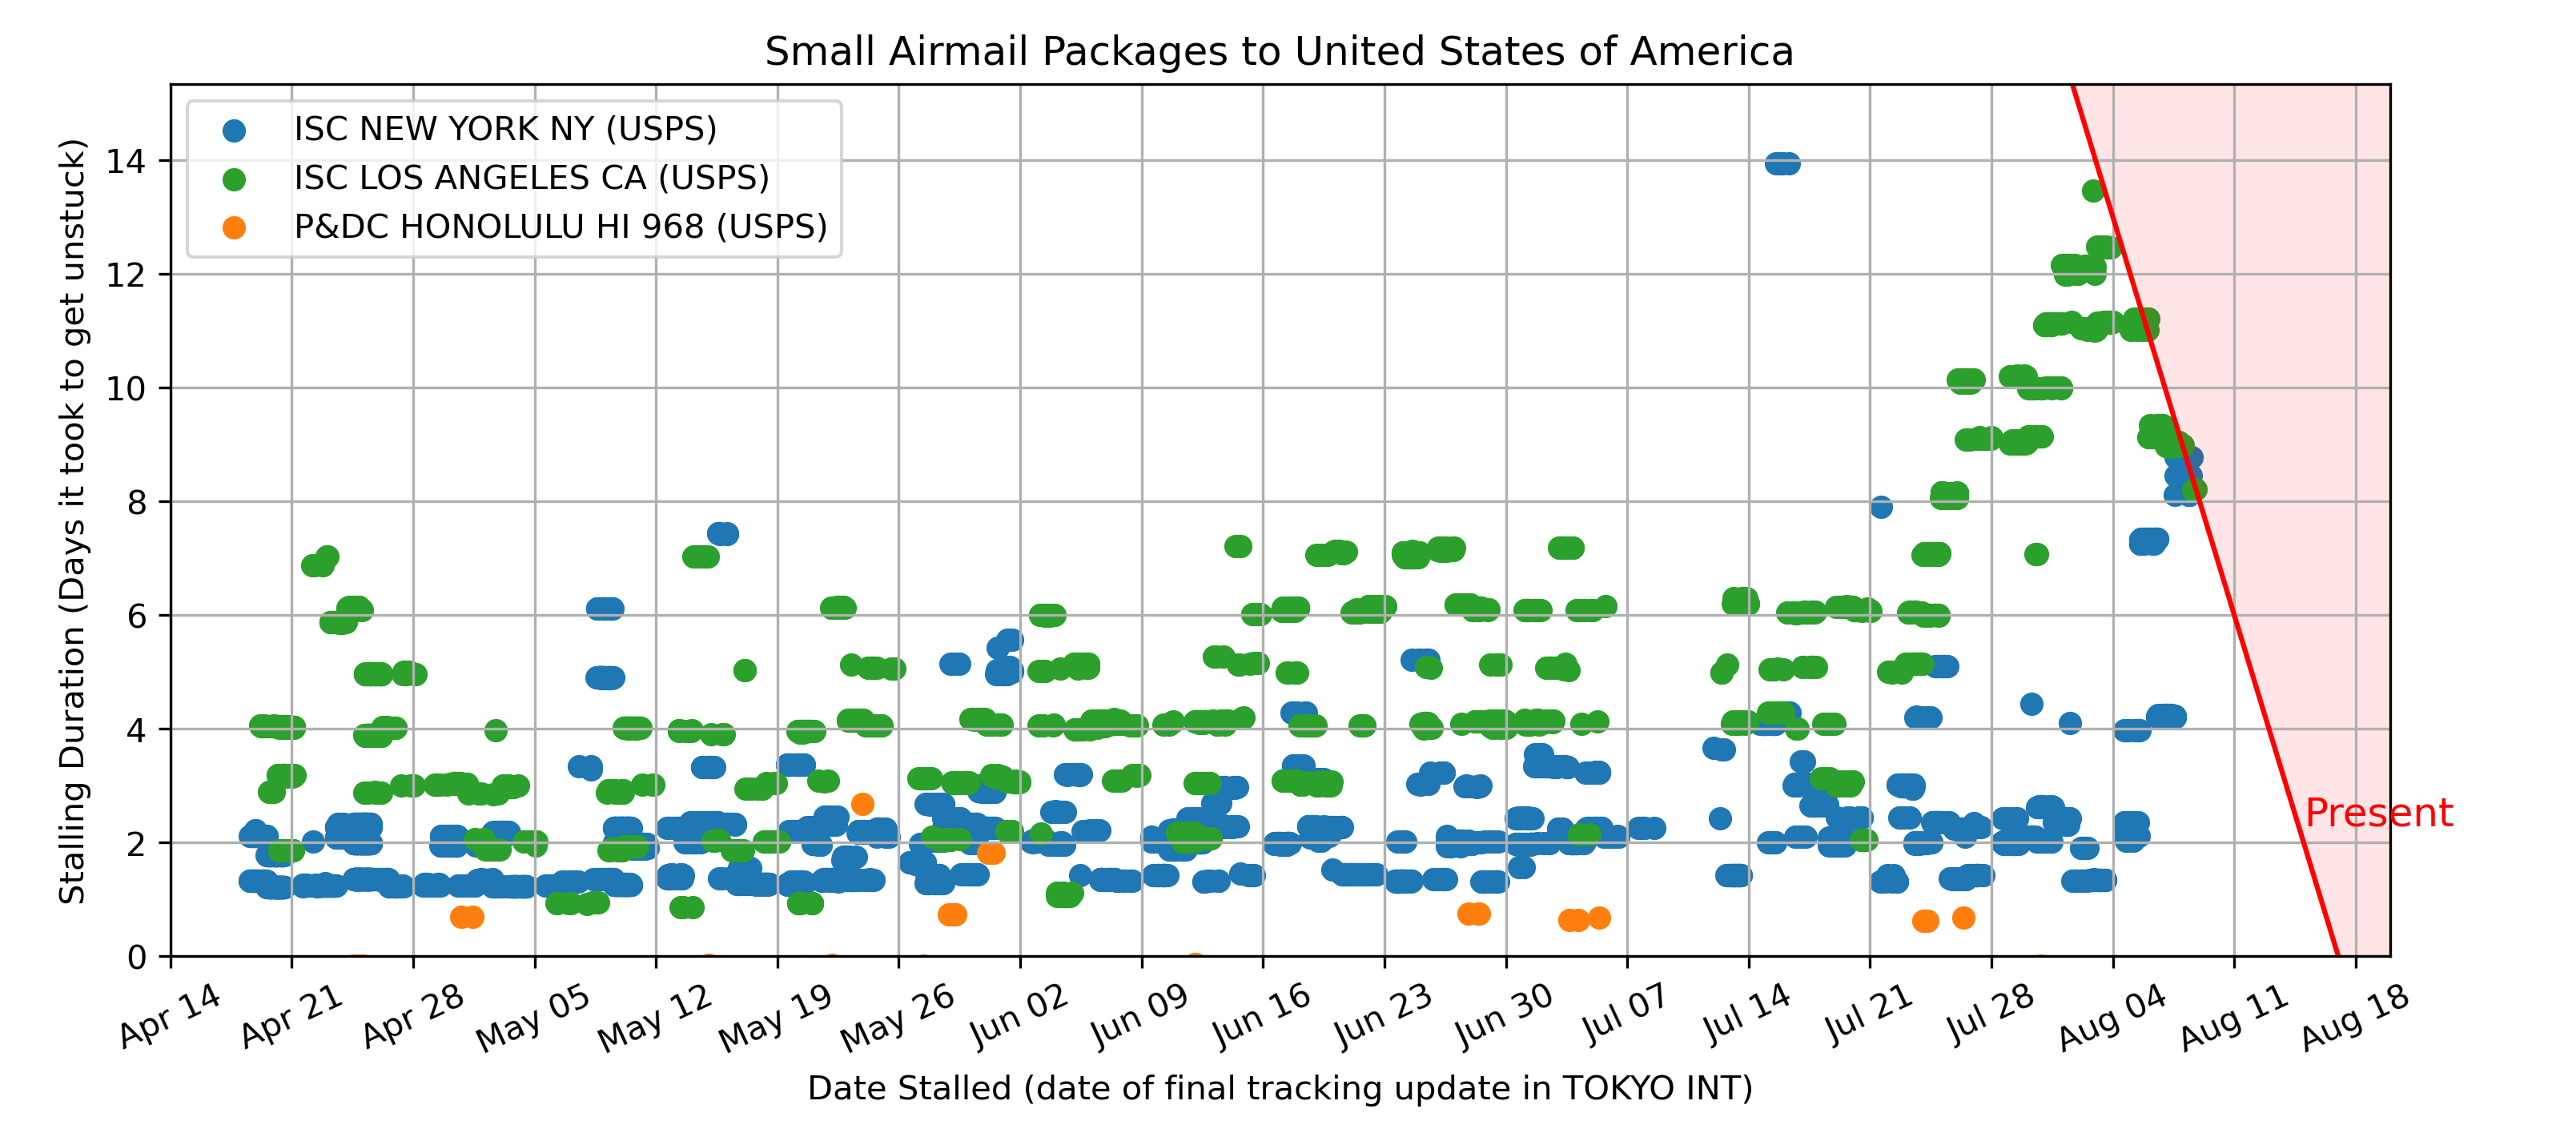 Small Airmail Packages to United States of America
ISC NEW YORK NY (USPS)
ISC LOS ANGELES CA (USPS)
P&DC HONOLULU HI 968 (USPS)
Stalling Duration (Days it took to get unstuck)
14
12
10
8
6
4
2
0
Present
Apr 14
Apr 21
Apr 28
May 05
May 12
May 19
May 26
Jun 02
Jun 09
Jun 16
Jun 23
Jun 30
Jul 07
Jul 14
Jul 21
Jul 28
Aug 04
Aug 11
Aug 18
Date Stalled (date of final tracking update in TOKYO INT)